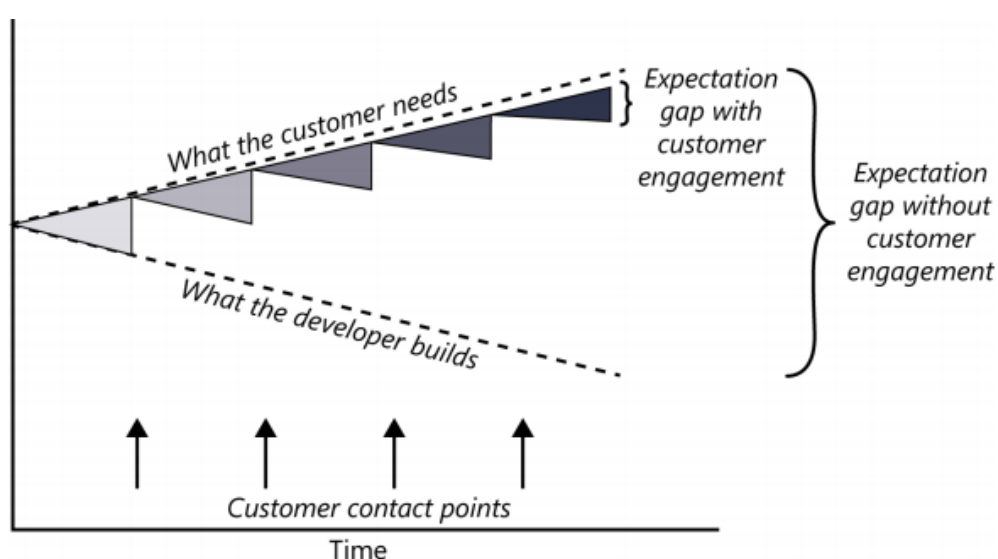 What the customer needs
Expectation
gap with
customer
engagement
Expectation
gap without
customer
engagement
What the developer builds
Customer contact points
Time